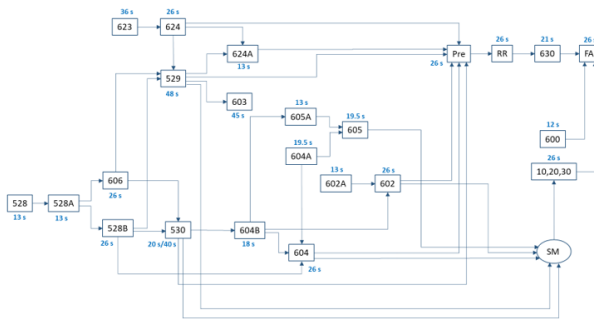 36 s 26 s
623 624
624A
13 s
Pre
26 s
26 s
RR
21 s
630
26 s
FA
529
48 s
603
45 s
13 s
605A
19.5 s
605
19.5 s
604A
12 s
600
13 s
602A
26 s
602
26 s
10,20,30
606
26 s
528
13 s
528A
13 s
528B
26 s
530
20 s/40 s
604B
18 s
604
26 s
SM